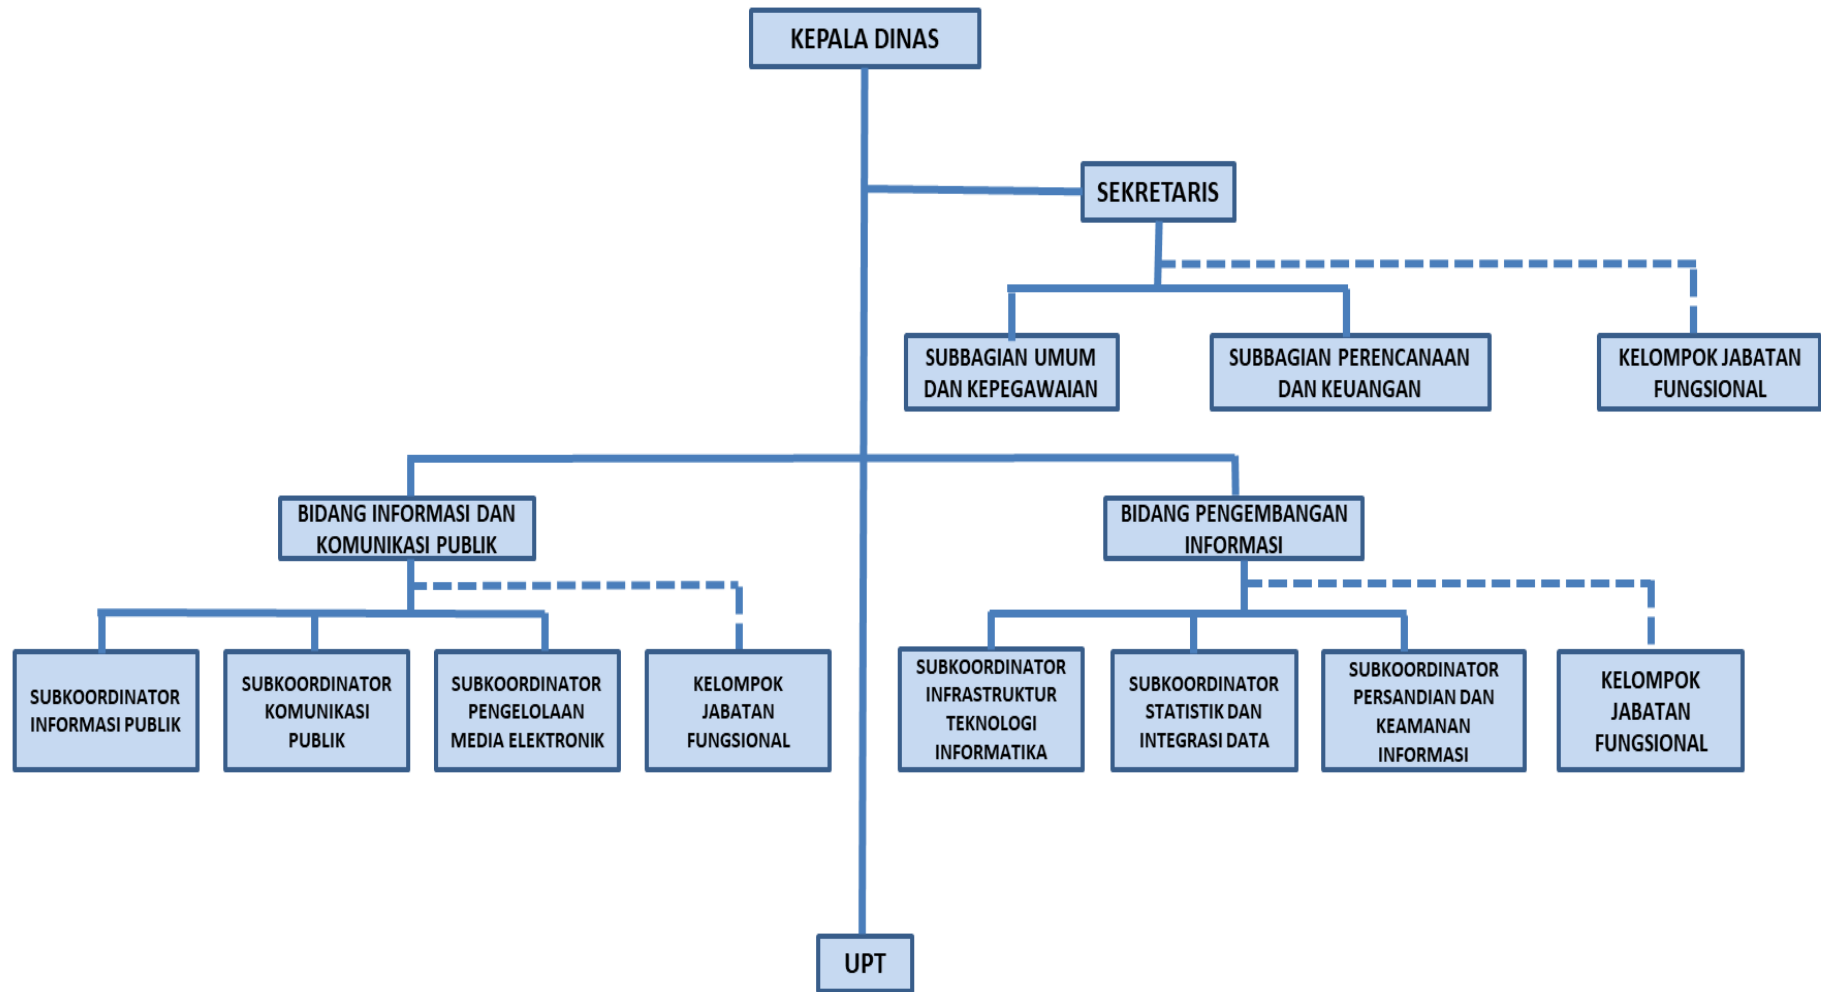 KEPALA DINAS
SEKRETARIS
SUBBAGIAN UMUM
DAN KEPEGAWAIAN
SUBBAGIAN PERENCANAAN
DAN KEUANGAN
KELOMPOK JABATAN
FUNGSIONAL
BIDANG INFORMASI DAN
KOMUNIKASI PUBLIK
BIDANG PENGEMBANGAN
INFORMASI
SUBKOORDINATOR
INFORMASI PUBLIK
SUBKOORDINATOR
KOMUNIKASI
PUBLIK
SUBKOORDINATOR
PENGELOLAAN
MEDIA ELEKTRONIK
KELOMPOK
JABATAN
FUNGSIONAL
SUBKOORDINATOR
INFRASTRUKTUR
TEKNOLOGI
INFORMATIKA
SUBKOORDINATOR
STATISTIK DAN
INTEGRASI DATA
SUBKOORDINATOR
PERSANDIAN DAN
KEAMANAN
INFORMASI
KELOMPOK
JABATAN
FUNGSIONAL
UPT